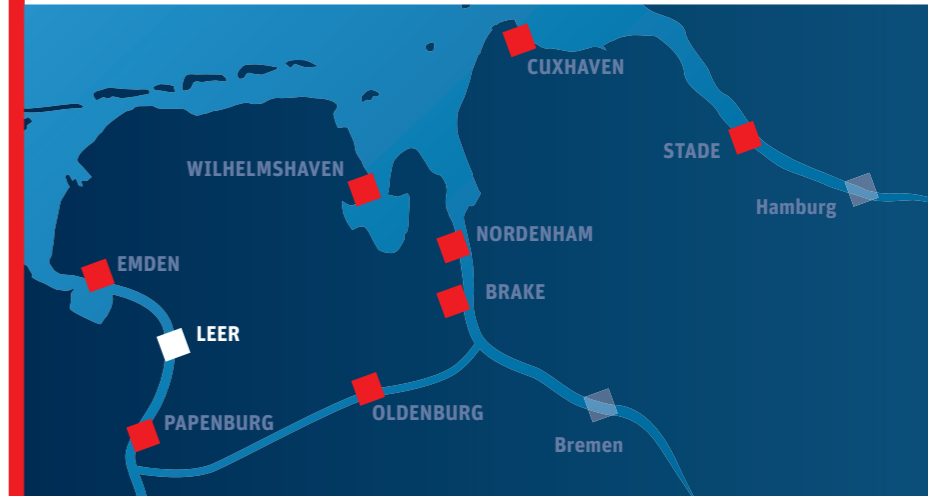 CUXHAVEN
STADE
WILHELMSHAVEN
Hamburg
NORDENHAM
EMDEN
BRAKE
LEER
OLDENBURG
PAPENBURG
Bremen